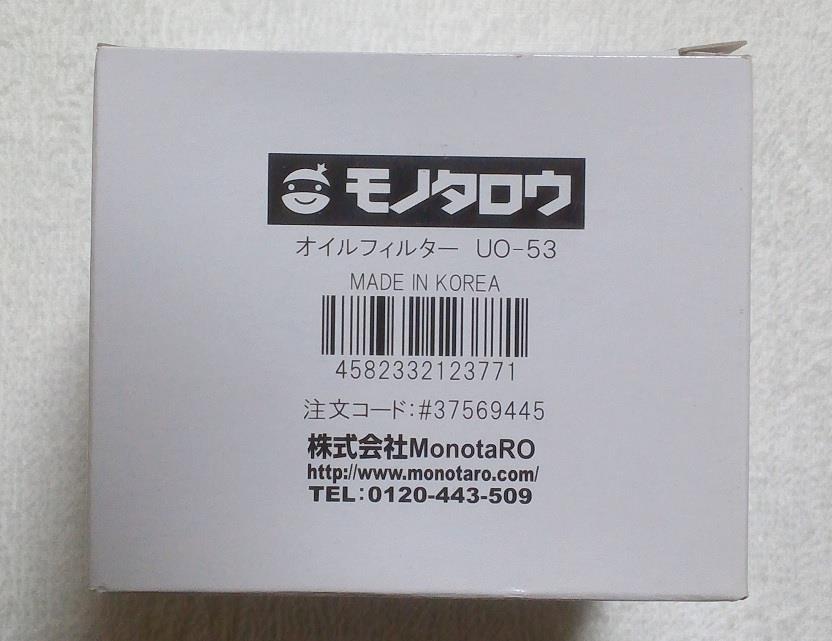 モノタロウ
オイルフィルター UO-53
MADE IN KOREA
4582332123771
注文コード:#37569445
株式会社MonotaRO
http://www.monotaro.com/
TEL:0120-443-509